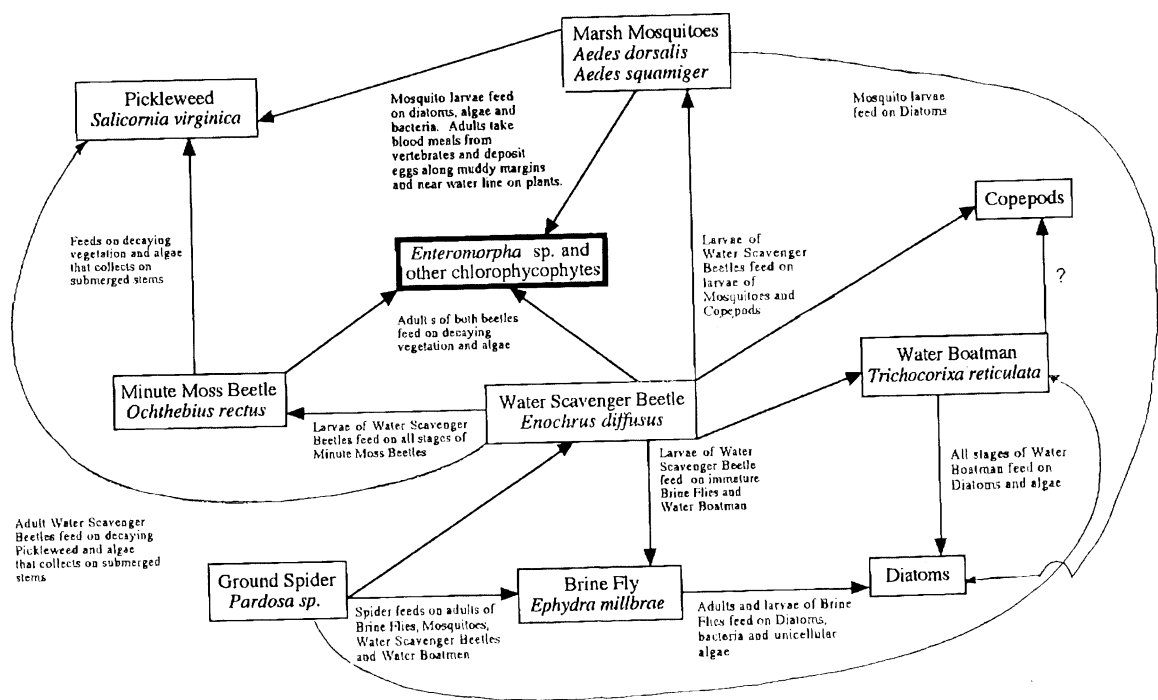 Marsh Mosquitoes
Aedes dorsalis
Aedes squamiger
Pickleweed
Salicornia virginica
Mosquito larvae feed
on diatoms, algae and
bacteria. Adults take
blood meals from
vertebrates and deposit
eggs along muddy margins
and near water line on plants.
Mosquito larvae
feed on Diatoms
Copepods
Feeds on decaying
vegetation and algae
that collects on
submerged stems
Enteromorpha sp. and
other chlorophycophytes
Larvae of
Water Scavenger
Beetles feed on
larvae of
Mosquitoes and
Copepods
?
Adult s of both beetles
feed on decaying
vegetation and algae
Water Boatman
Trichocorixa reticulata
Minute Moss Beetle
Ochthebius rectus
Water Scavenger Beetle
Enochrus diffusus
Larvae of Water Scavenger
Beetles feed on all stages of
Minute Moss Beetles
Larvae of Water
Scavenger Beetle
feed on immature
Brine Flies and
Water Boatman
All stages of Water
Boatman feed on
Diatoms and algae
Adult Water Scavenger
Beetles feed on decaying
Pickleweed and algae
that collects on submerged
stems
Ground Spider
Pardosa sp.
Brine Fly
Ephydra millbrae
Diatoms
Spider feeds on adults of
Brine Flies, Mosquitoes,
Water Scavenger Beetles
and Water Boatmen
Adults and larvae of Brine
Flies feed on Diatoms,
bacteria and unicellular
algae